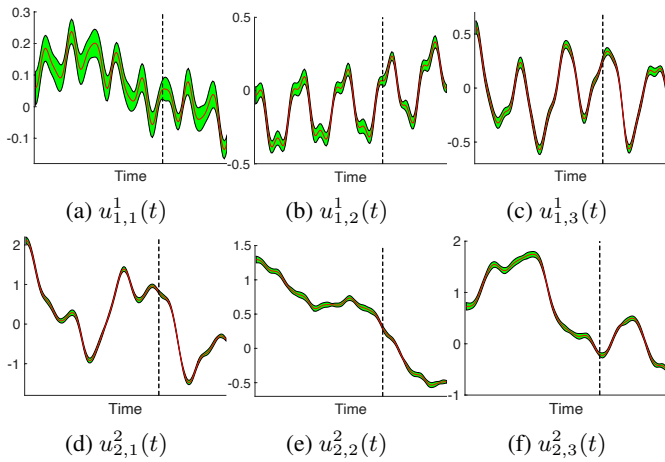 0.3
0.2
0.1
0
0.1
Time
(a) $u^1_{1,1}(t)$
0.5
0
-0.5
Time
(b) $u^1_{1,2}(t)$
0.5
0
-0.5
Time
(c) $u^1_{1,3}(t)$
2
1
0
-1
Time
(d) $u^2_{2,1}(t)$
1.5
1
0.5
0
-0.5
Time
(e) $u^2_{2,2}(t)$
2
1
0
-1
Time
(f) $u^2_{2,3}(t)$